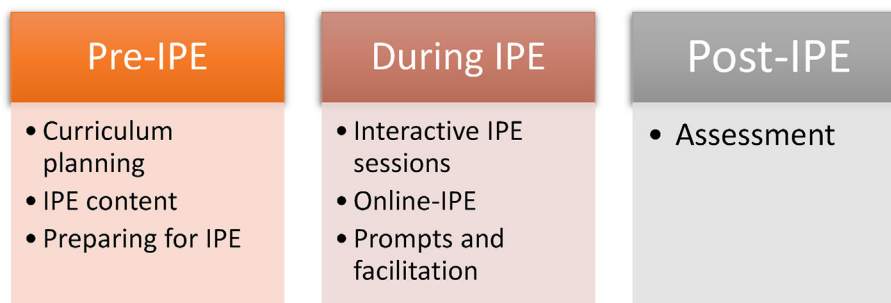 Pre-IPE
• Curriculum
planning
• IPE content
• Preparing for IPE
During IPE
• Interactive IPE
sessions
• Online-IPE
• Prompts and
facilitation
Post-IPE
• Assessment